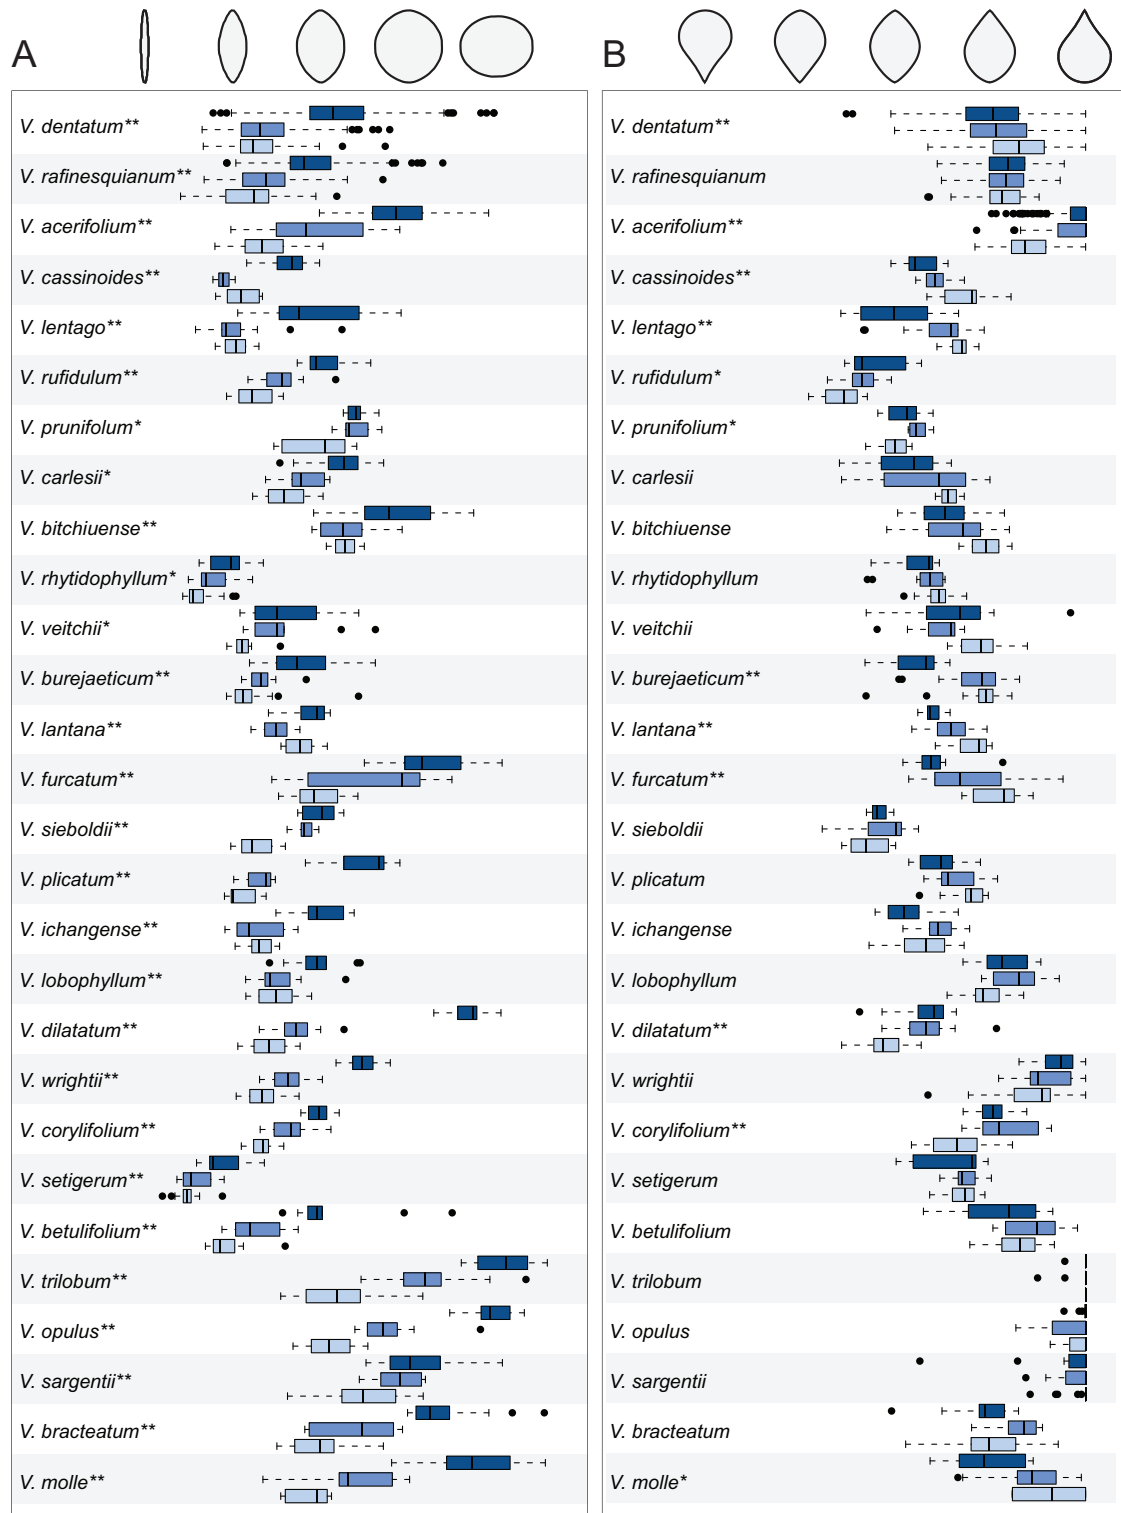 A
V. dentatum**
V. rafinesquianum**
V. acerifolium**
V. cassinoides**
V. lentago**
V. rufidulum**
V. prunifolum*
V. carlesii*
V. bitchiuense**
V. rhytidophyllum*
V. veitchii*
V. burejaeticum**
V. lantana**
V. furcatum**
V. sieboldii**
V. plicatum**
V. ichangense**
V. lobophyllum**
V. dilatatum**
V. wrightii**
V. corylifolium**
V. setigerum**
V. betulifolium**
V. trilobum**
V. opulus**
V. sargentii**
V. bracteatum**
V. molle**
B
V. dentatum**
V. rafinesquianum
V. acerifolium**
V. cassinoides**
V. lentago**
V. rufidulum*
V. prunifolium*
V. carlesii
V. bitchiuense
V. rhytidophyllum
V. veitchii
V. burejaeticum**
V. lantana**
V. furcatum**
V. sieboldii
V. plicatum
V. ichangense
V. lobophyllum
V. dilatatum**
V. wrightii
V. corylifolium**
V. setigerum
V. betulifolium
V. trilobum
V. opulus
V. sargentii
V. bracteatum
V. molle*